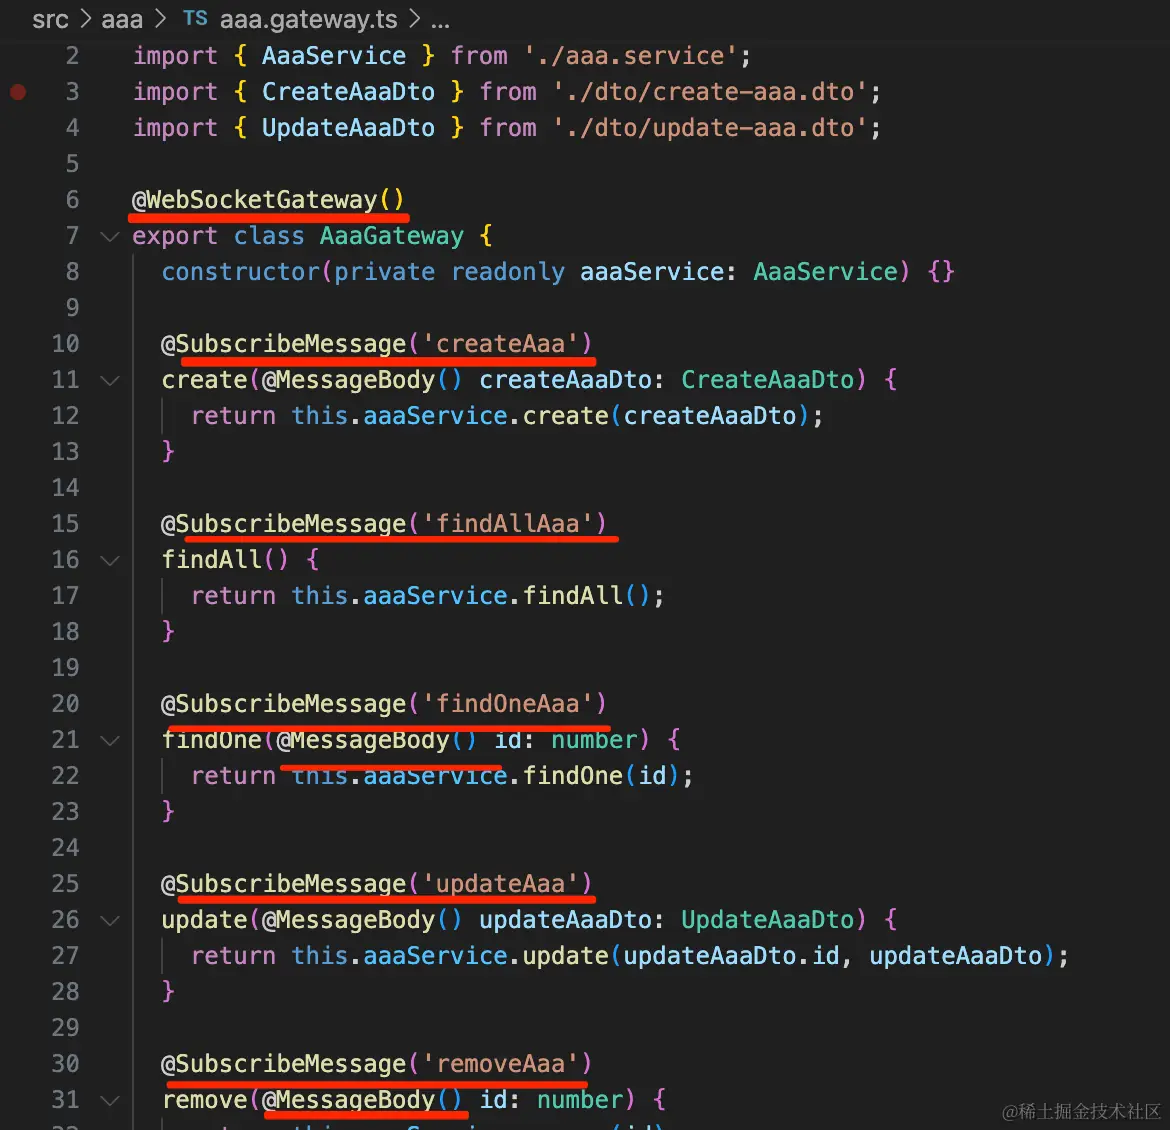 src > aaa > TS aaa.gateway.ts > ...
2 import { AaaService } from './aaa.service';
3 import { CreateAaaDto } from './dto/create-aaa.dto';
4 import { UpdateAaaDto } from './dto/update-aaa.dto';
5
6 @WebSocketGateway()
7 export class AaaGateway {
8 constructor(private readonly aaaService: AaaService) {}
9
10 @SubscribeMessage('createAaa')
11 create(@MessageBody() createAaaDto: CreateAaaDto) {
12 return this.aaaService.create(createAaaDto);
13 }
14
15 @SubscribeMessage('findAllAaa')
16 findAll() {
17 return this.aaaService.findAll();
18 }
19
20 @SubscribeMessage('findOneAaa')
21 findOne(@MessageBody() id: number) {
22 return this.aaaService.findOne(id);
23 }
24
25 @SubscribeMessage('updateAaa')
26 update(@MessageBody() updateAaaDto: UpdateAaaDto) {
27 return this.aaaService.update(updateAaaDto.id, updateAaaDto);
28 }
29
30 @SubscribeMessage('removeAaa')
31 remove(@MessageBody() id: number) {
@稀土掘金技术社区